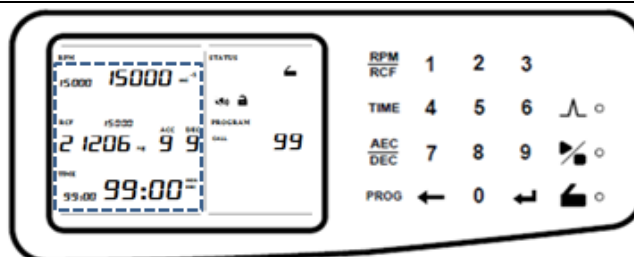 RPM
15000 15000
RCF 15000 ACC DEC
21206 9 9
TIME
99:00 99:00
STATUS
PROGRAM
CALL 99
RPM 1 2 3
RCF
TIME 4 5 6
AEC 7 8 9
DEC
PROG 0